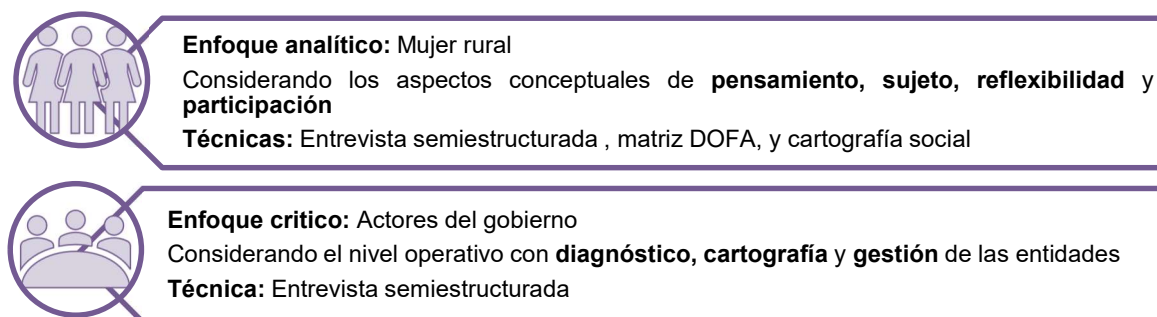 Enfoque analítico: Mujer rural
Considerando los aspectos conceptuales de pensamiento, sujeto, reflexibilidad y
participación
Técnicas: Entrevista semiestructurada , matriz DOFA, y cartografía social
Enfoque critico: Actores del gobierno
Considerando el nivel operativo con diagnóstico, cartografía y gestión de las entidades
Técnica: Entrevista semiestructurada